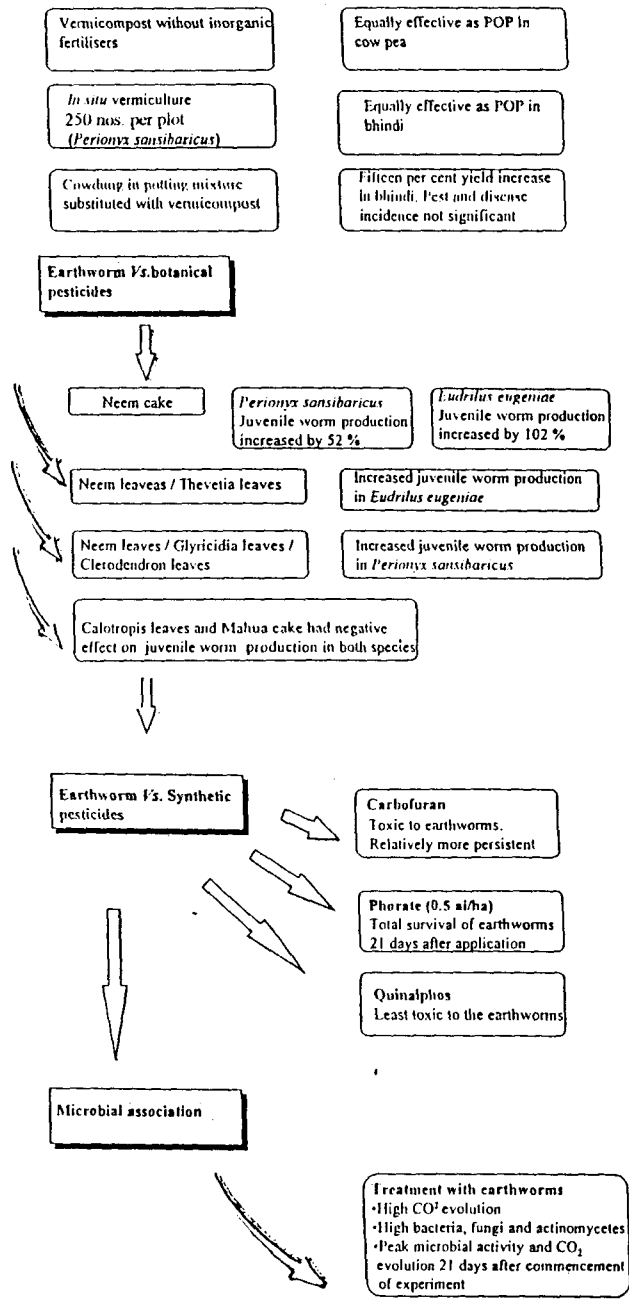 Vermicompost without inorganic
fertilisers
Equally effective as POP in
cow pea
In situ vermiculture
250 nos. per plot
(Perionyx sansibaricus)
Equally effective as POP in
bhindi
Cowdung in potting mixture
substituted with vermicompost
Fifteen per cent yield increase
in bhindi. Pest and disease
incidence not significant
Earthworm Vs.botanical
pesticides
Neem cake
Perionyx sansibaricus
Juvenile worm production
increased by 52 %
Eudrilus eugeniae
Juvenile worm production
increased by 102 %
Neem leaveas / Thevetia leaves
Increased juvenile worm production
in Eudrilus eugeniae
Neem leaves / Glyricidia leaves /
Clerodendron leaves
Increased juvenile worm production
in Perionyx sansibaricus
Calotropis leaves and Mahua cake had negative
effect on juvenile worm production in both species
Earthworm Vs. Synthetic
pesticides
Carbofuran
Toxic to earthworms.
Relatively more persistent
Phorate (0.5 ai/ha)
Total survival of earthworms
21 days after application
Quinalphos
Least toxic to the earthworms
Microbial association
Treatment with earthworms
•High CO² evolution
•High bacteria, fungi and actinomycetes
•Peak microbial activity and CO₂
evolution 21 days after commencement
of experiment